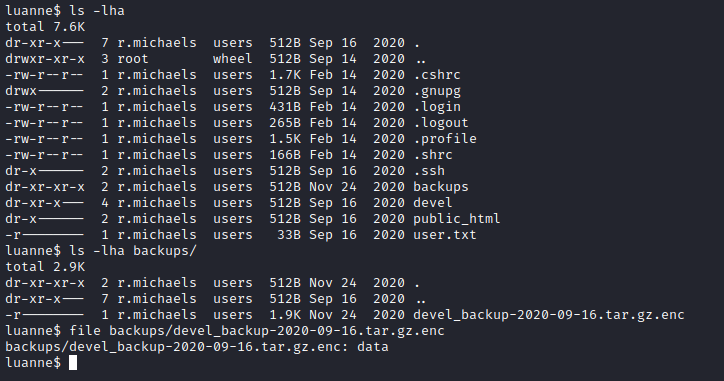 luanne$ ls -lha
total 7.6K
dr-xr-x---  7 r.michaels  users  512B Sep 16  2020 .
drwxr-xr-x  3 root        wheel  512B Sep 14  2020 ..
-rw-r--r--  1 r.michaels  users  1.7K Feb 14  2020 .cshrc
drwx------  2 r.michaels  users  512B Sep 14  2020 .gnupg
-rw-r--r--  1 r.michaels  users  431B Feb 14  2020 .login
-rw-r--r--  1 r.michaels  users  265B Feb 14  2020 .logout
-rw-r--r--  1 r.michaels  users  1.5K Feb 14  2020 .profile
-rw-r--r--  1 r.michaels  users  166B Feb 14  2020 .shrc
dr-x------  2 r.michaels  users  512B Sep 16  2020 .ssh
dr-xr-xr-x  2 r.michaels  users  512B Nov 24  2020 backups
dr-xr-x---  4 r.michaels  users  512B Sep 16  2020 devel
dr-x------  2 r.michaels  users  512B Sep 16  2020 public_html
-r--------  1 r.michaels  users   33B Sep 16  2020 user.txt
luanne$ ls -lha backups/
total 2.9K
dr-xr-xr-x  2 r.michaels  users  512B Nov 24  2020 .
dr-xr-x---  7 r.michaels  users  512B Sep 16  2020 ..
-r--------  1 r.michaels  users  1.9K Nov 24  2020 devel_backup-2020-09-16.tar.gz.enc
luanne$ file backups/devel_backup-2020-09-16.tar.gz.enc
backups/devel_backup-2020-09-16.tar.gz.enc: data
luanne$